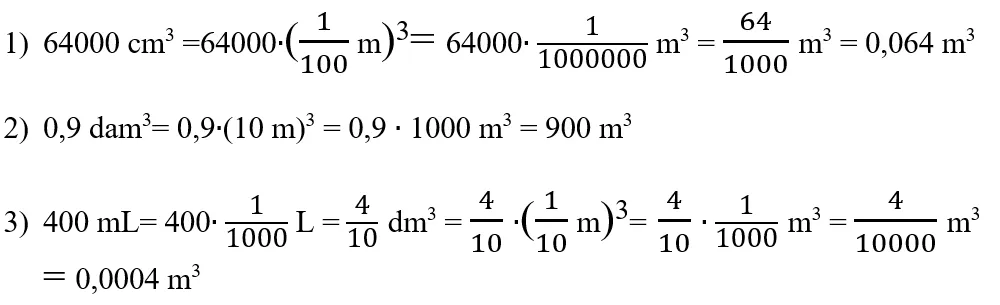 1) 64000 cm³ =64000·(1/100 m)³= 64000· 1/1000000 m³ = 64/1000 m³ = 0,064 m³
2) 0,9 dam³= 0,9·(10 m)³ = 0,9 · 1000 m³ = 900 m³
3) 400 mL= 400· 1/1000 L = 4/10 dm³ = 4/10 ·(1/10 m)³= 4/10 · 1/1000 m³ = 4/10000 m³
= 0,0004 m³